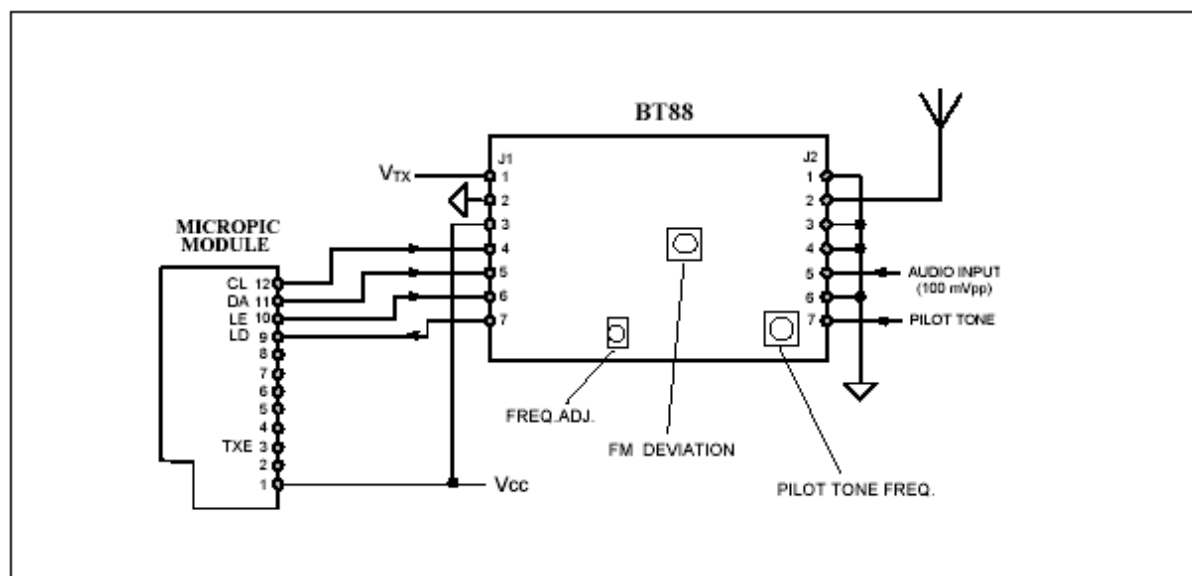 BT88
J1
J2
VTX
1
2
3
4
5
6
7
1
2
3
4
5
6
7
AUDIO INPUT
(100 mVpp)
PILOT TONE
MICROPIC
MODULE
CL 12
DA 11
LE 10
LD 9
8
7
6
5
4
TXE 3
2
1
Vcc
FREQ.ADJ.
FM DEVIATION
PILOT TONE FREQ.